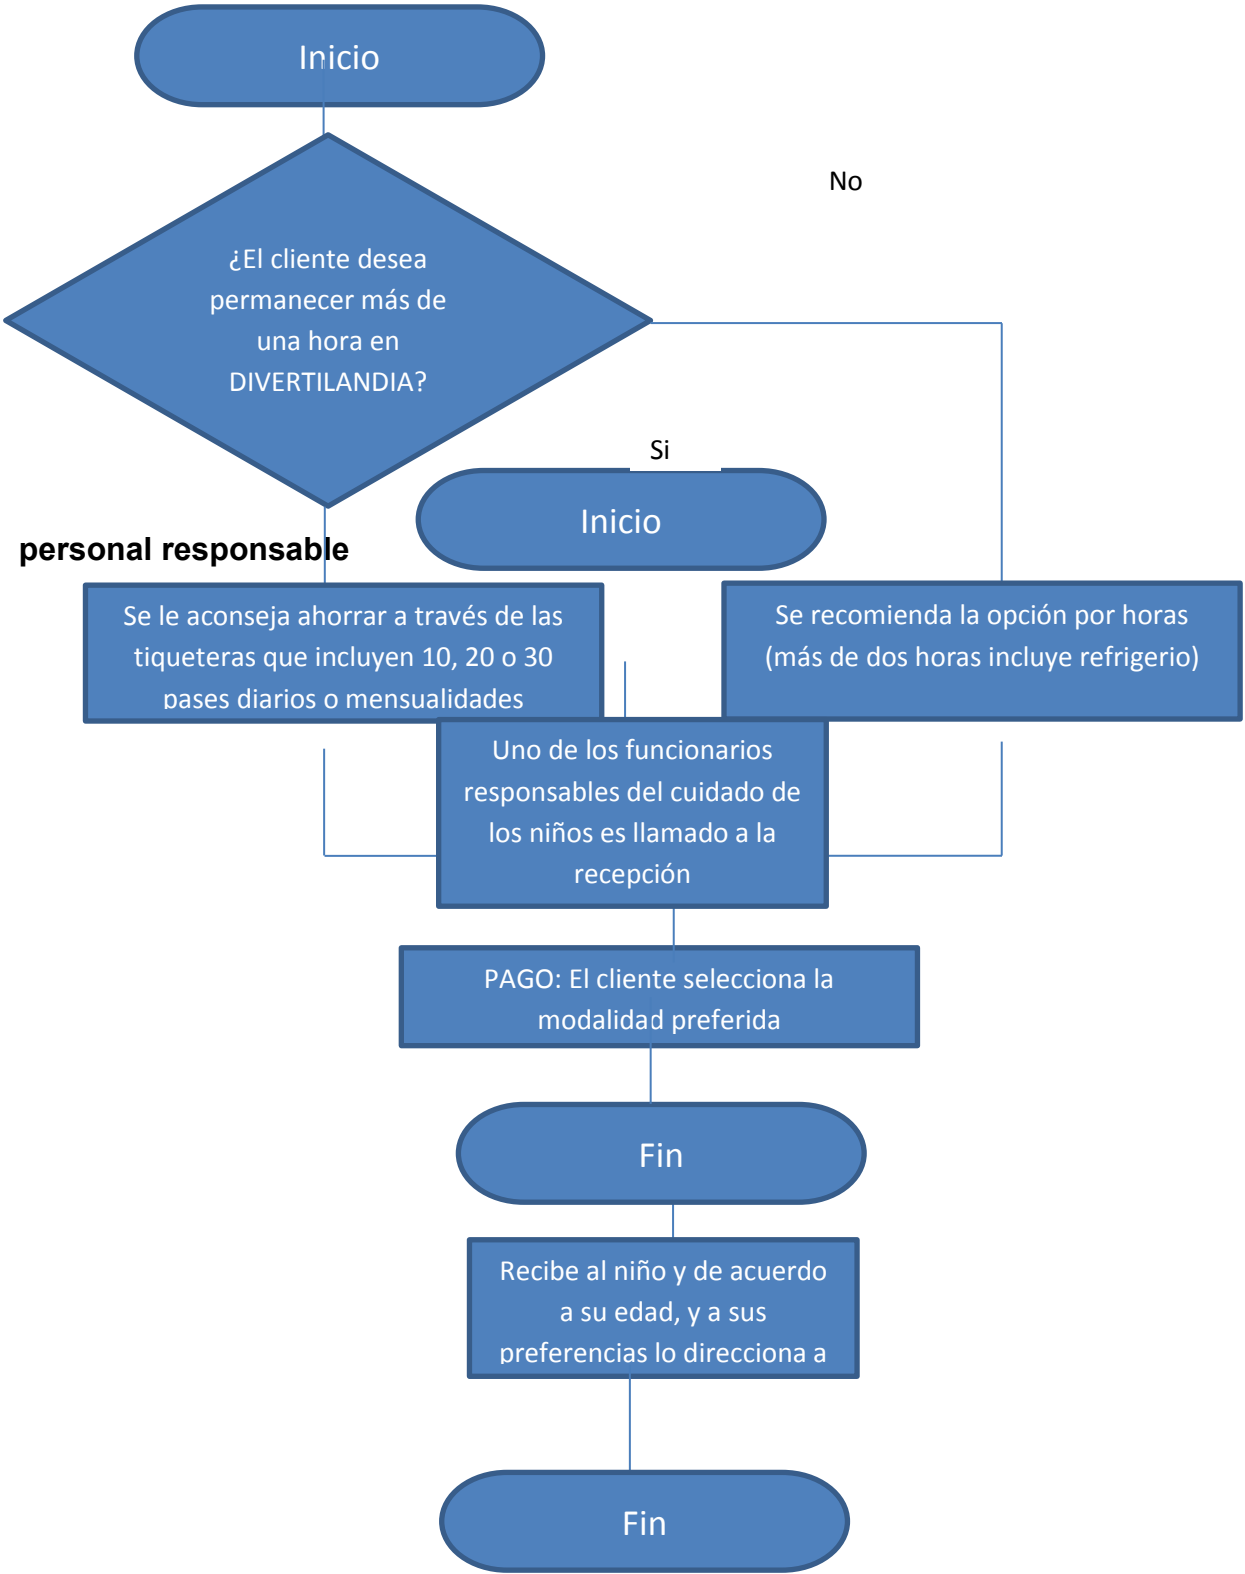 Inicio
No
¿El cliente desea
permanecer más de
una hora en
DIVERTILANDIA?
Si
Inicio
personal responsable
Se le aconseja ahorrar a través de las
tiqueteras que incluyen 10, 20 o 30
pases diarios o mensualidades
Se recomienda la opción por horas
(más de dos horas incluye refrigerio)
Uno de los funcionarios
responsables del cuidado de
los niños es llamado a la
recepción
PAGO: El cliente selecciona la
modalidad preferida
Fin
Recibe al niño y de acuerdo
a su edad, y a sus
preferencias lo direcciona a
Fin